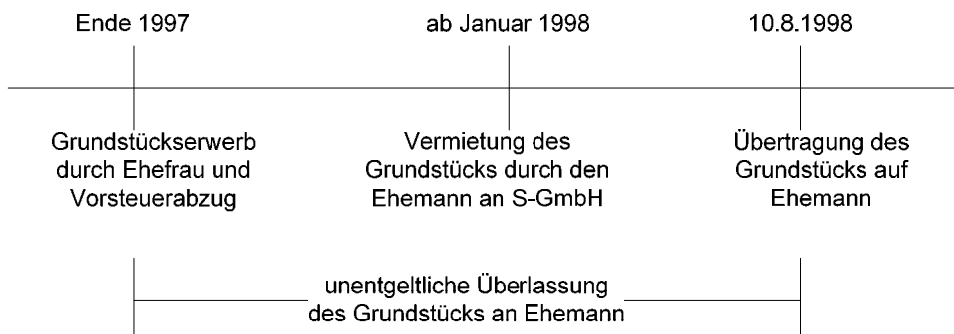 Ende 1997
ab Januar 1998
10.8.1998
Grundstückserwerb
durch Ehefrau und
Vorsteuerabzug
Vermietung des
Grundstücks durch den
Ehemann an S-GmbH
Übertragung des
Grundstücks auf
Ehemann
unentgeltliche Überlassung
des Grundstücks an Ehemann